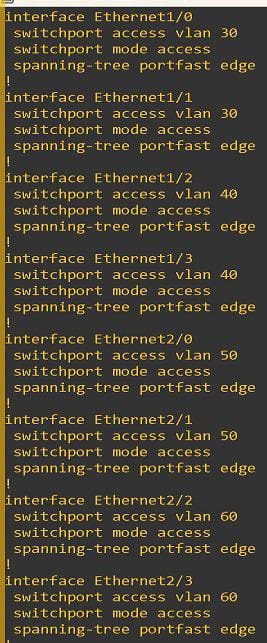 interface Ethernet1/0
 switchport access vlan 30
 switchport mode access
 spanning-tree portfast edge
!
interface Ethernet1/1
 switchport access vlan 30
 switchport mode access
 spanning-tree portfast edge
!
interface Ethernet1/2
 switchport access vlan 40
 switchport mode access
 spanning-tree portfast edge
!
interface Ethernet1/3
 switchport access vlan 40
 switchport mode access
 spanning-tree portfast edge
!
interface Ethernet2/0
 switchport access vlan 50
 switchport mode access
 spanning-tree portfast edge
!
interface Ethernet2/1
 switchport access vlan 50
 switchport mode access
 spanning-tree portfast edge
!
interface Ethernet2/2
 switchport access vlan 60
 switchport mode access
 spanning-tree portfast edge
!
interface Ethernet2/3
 switchport access vlan 60
 switchport mode access
 spanning-tree portfast edge
!